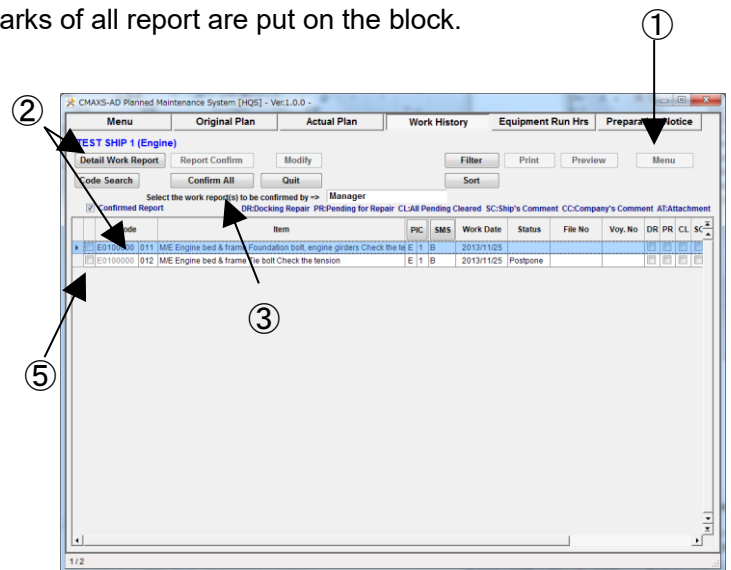 arks of all report are put on the block.
①
②
CMAXS-AD Planned Maintenance System [HQS] - Ver.1.0.0 -
Menu Original Plan Actual Plan Work History Equipment Run Hrs Prepara Notice
TEST SHIP 1 (Engine)
Detail Work Report Report Confirm Modify Filter Print Preview Menu
Code Search Confirm All Quit Sort
Select the work report(s) to be confirmed by => Manager
Confirmed Report DR:Docking Repair PR:Pending for Repair CL:All Pending Cleared SC:Ship's Comment CC:Company's Comment AT:Attachment
Code Item PIC SMS Work Date Status File No Voy. No DR PR CL SC
E0100000 011 M/E Engine bed & frame Foundation bolt, engine girders Check the te E 1 B 2013/11/25
E0100000 012 M/E Engine bed & frame Tie bolt Check the tension E 1 B 2013/11/25 Postpone
③
⑤
1 / 2